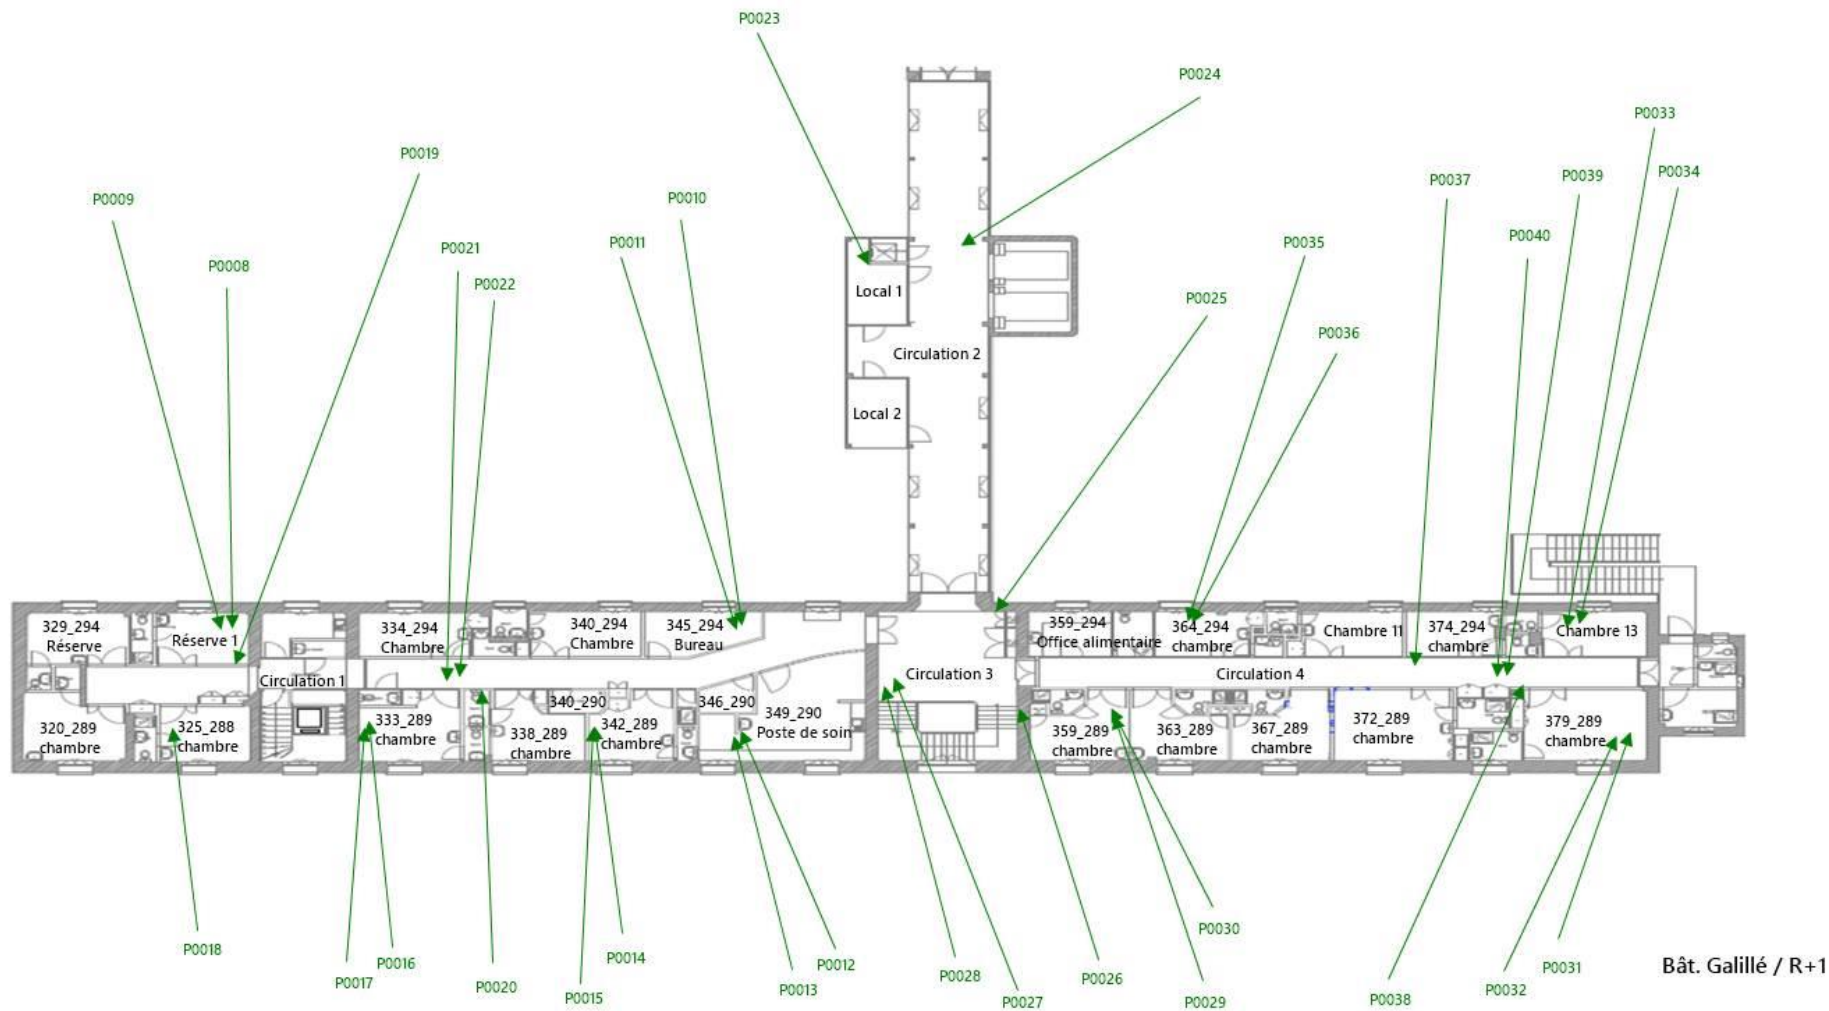 P0023
P0024
P0033
P0019
P0034
P0039
P0037
P0009
P0010
P0040
P0011
P0035
P0021
P0008
P0022
Local 1
P0025
P0036
Circulation 2
Local 2
329_294
Réserve
Réserve 1
334_294
Chambre
340_294
Chambre
345_294
Bureau
359_294
Office alimentaire
364_294
chambre
Chambre 11
374_294
chambre
Chambre 13
Circulation 1
Circulation 3
Circulation 4
320_289
chambre
325_288
chambre
333_289
chambre
338_289
chambre
340_290
342_289
chambre
346_290
349_290
Poste de soin
359_289
chambre
363_289
chambre
367_289
chambre
372_289
chambre
379_289
chambre
P0030
P0018
P0014
P0016
P0012
P0031
Bât. Galillé / R+1
P0028
P0026
P0017
P0020
P0013
P0032
P0015
P0027
P0029
P0038